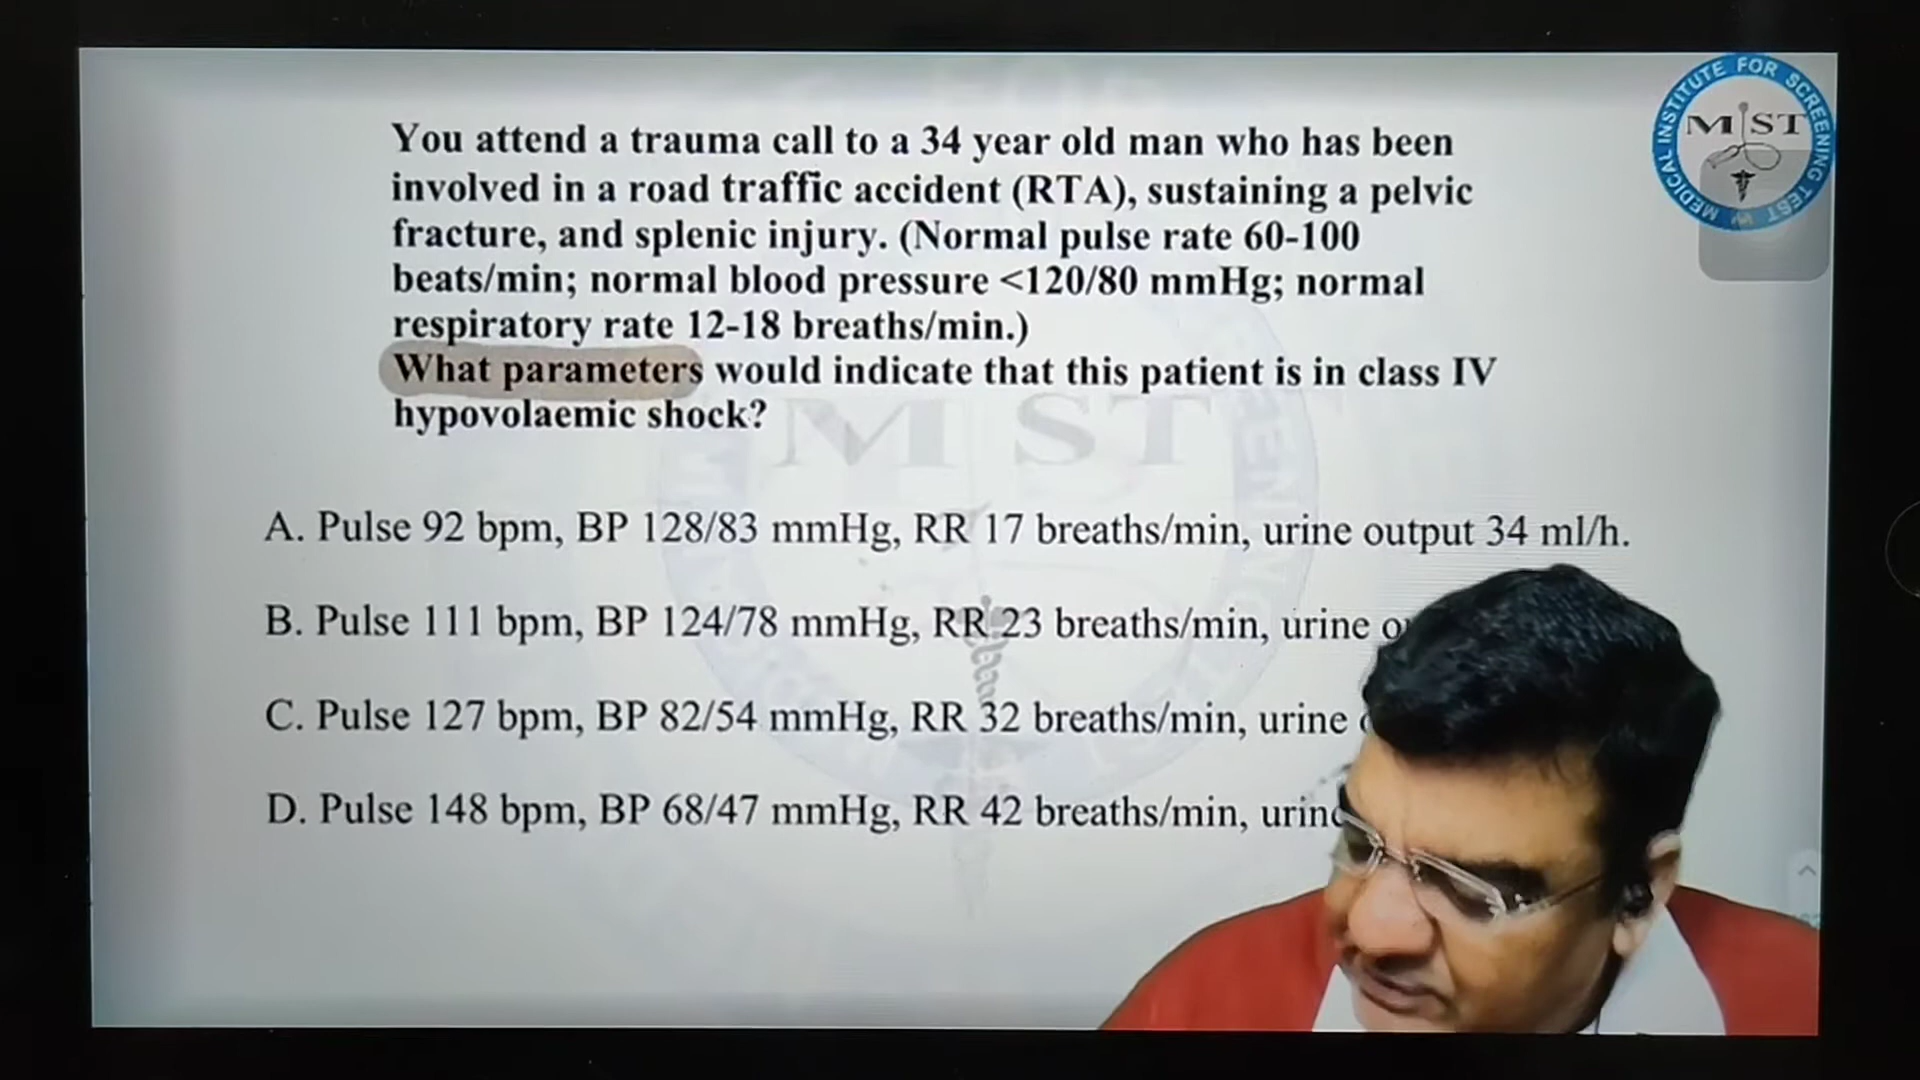 You attend a trauma call to a 34 year old man who has been
involved in a road traffic accident (RTA), sustaining a pelvic
fracture, and splenic injury. (Normal pulse rate 60-100
beats/min; normal blood pressure <120/80 mmHg; normal
respiratory rate 12-18 breaths/min.)
What parameters would indicate that this patient is in class IV
hypovolaemic shock?
A. Pulse 92 bpm, BP 128/83 mmHg, RR 17 breaths/min, urine output 34 ml/h.
B. Pulse 111 bpm, BP 124/78 mmHg, RR 23 breaths/min, urine
C. Pulse 127 bpm, BP 82/54 mmHg, RR 32 breaths/min, urine
D. Pulse 148 bpm, BP 68/47 mmHg, RR 42 breaths/min,
MEDICAL INSTITUTE FOR SCREENING TEST
MIST